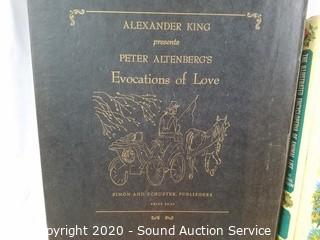 ALEXANDER KING
presents
PETER ALTENBERG'S
Evocations of Love
SIMON AND SCHUSTER, PUBLISHERS
Copyright 2020 - Sound Auction Service